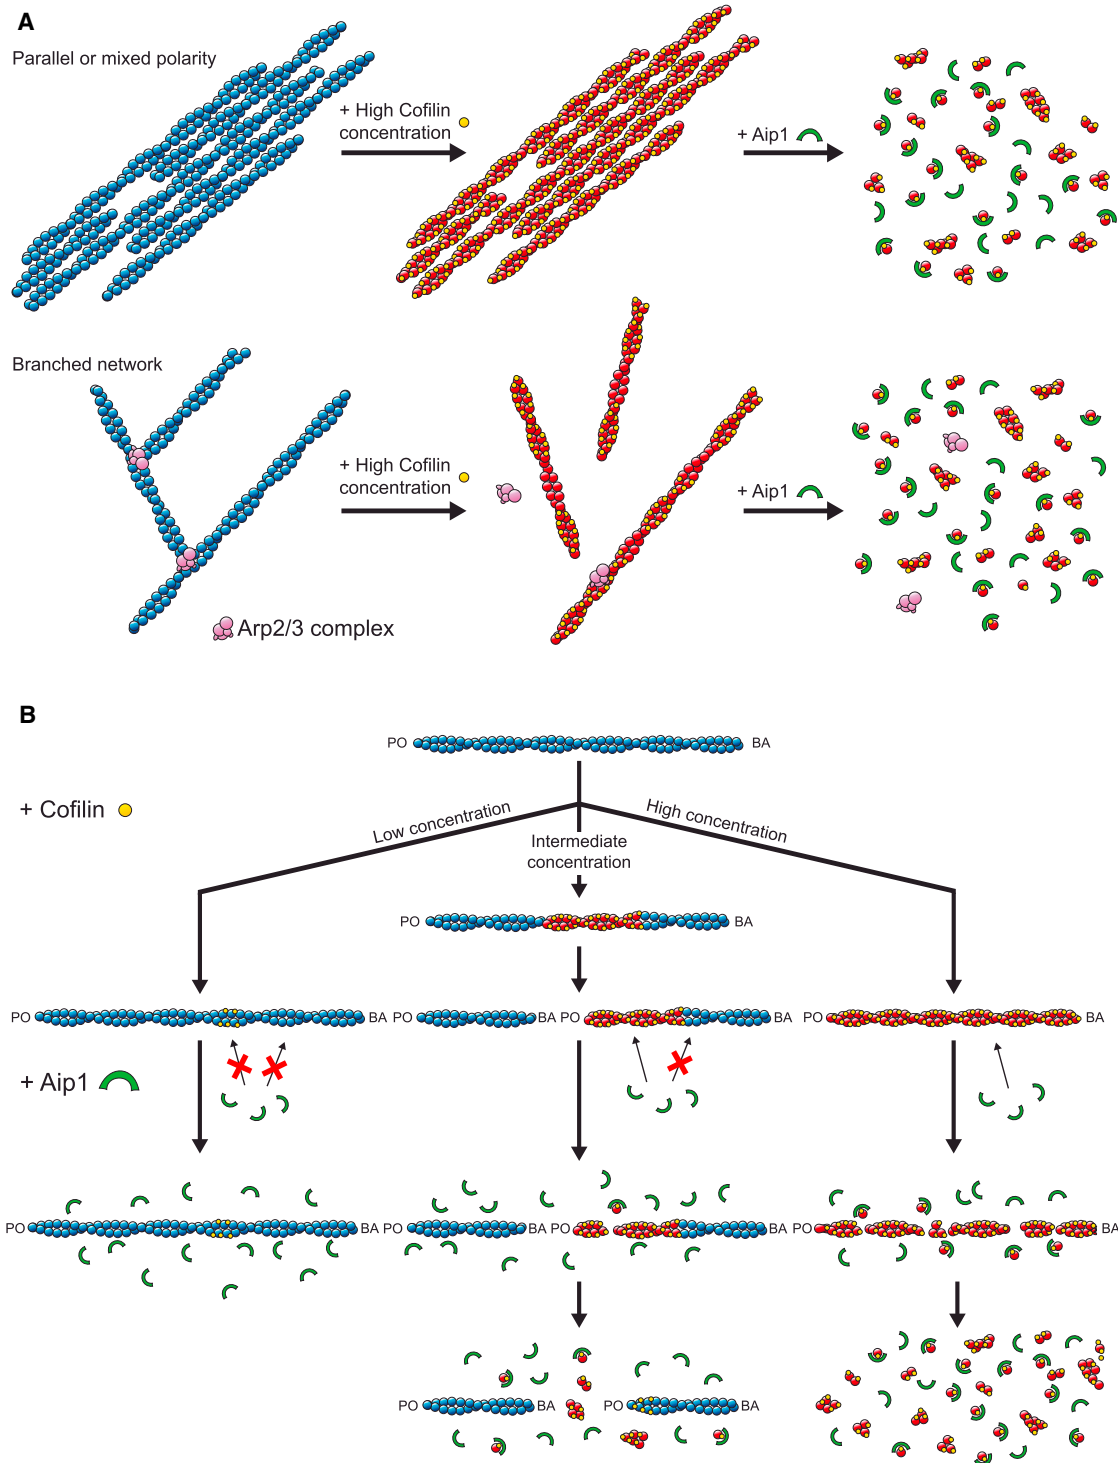 A
Parallel or mixed polarity
+ High Cofilin
concentration
+ Aip1
Branched network
+ High Cofilin
concentration
+ Aip1
Arp2/3 complex
B
PO BA
+ Cofilin
Low concentration
Intermediate
concentration
High concentration
PO BA
PO BA PO BA PO BA PO BA
+ Aip1
PO BA PO BA PO BA PO BA
PO BA PO BA